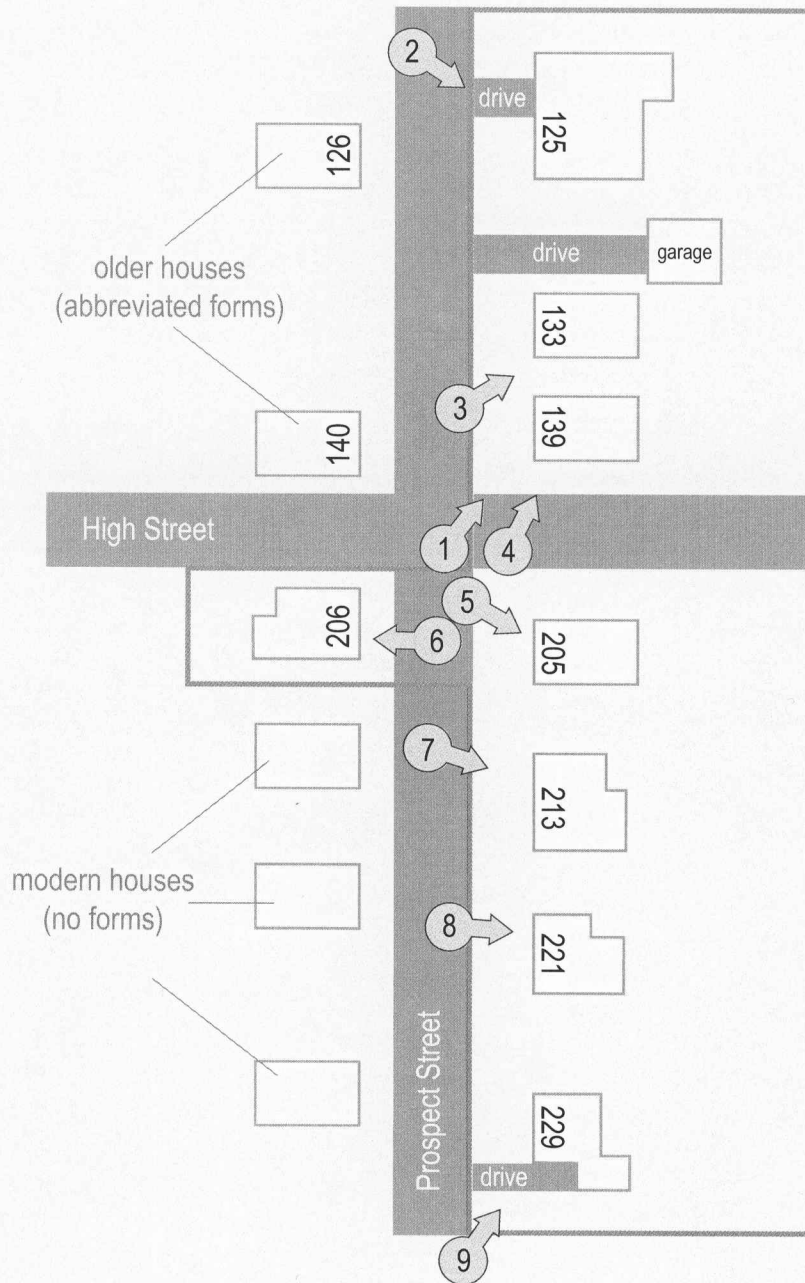 2
drive
125
126
older houses
(abbreviated forms)
drive
garage
133
3
139
140
High Street
1
4
5
206
6
205
7
213
modern houses
(no forms)
8
221
Prospect Street
229
drive
9